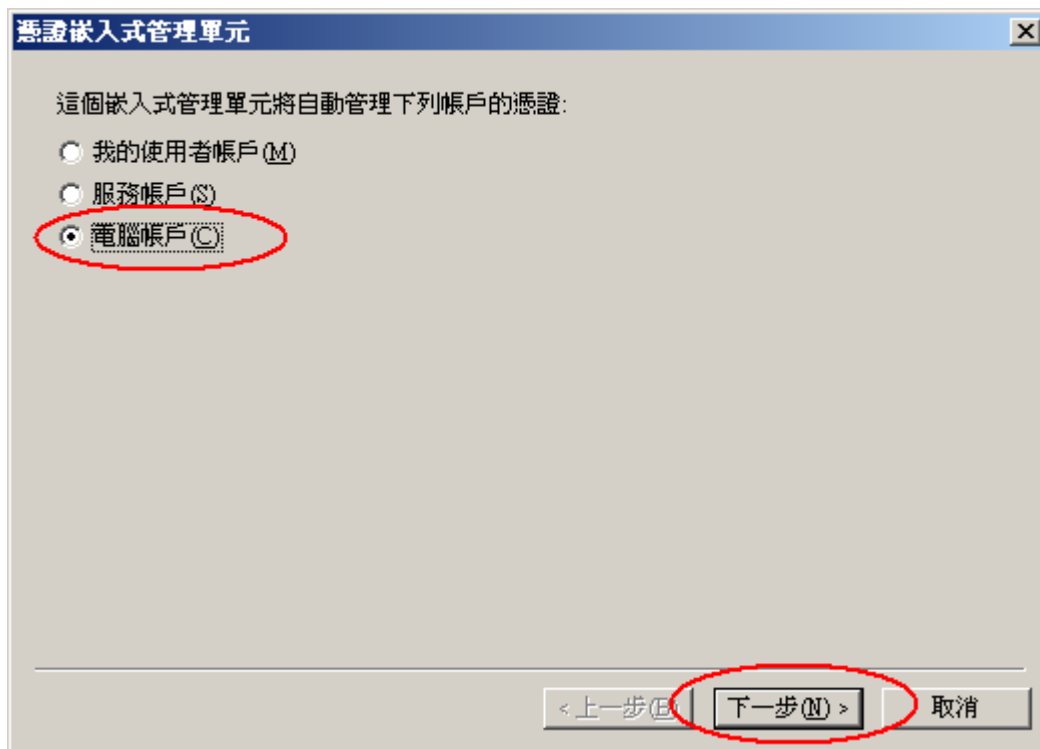 憑證嵌入式管理單元
這個嵌入式管理單元將自動管理下列帳戶的憑證:
我的使用者帳戶(M)
服務帳戶(S)
電腦帳戶(C)
<上一步(B) 下一步(N) > 取消